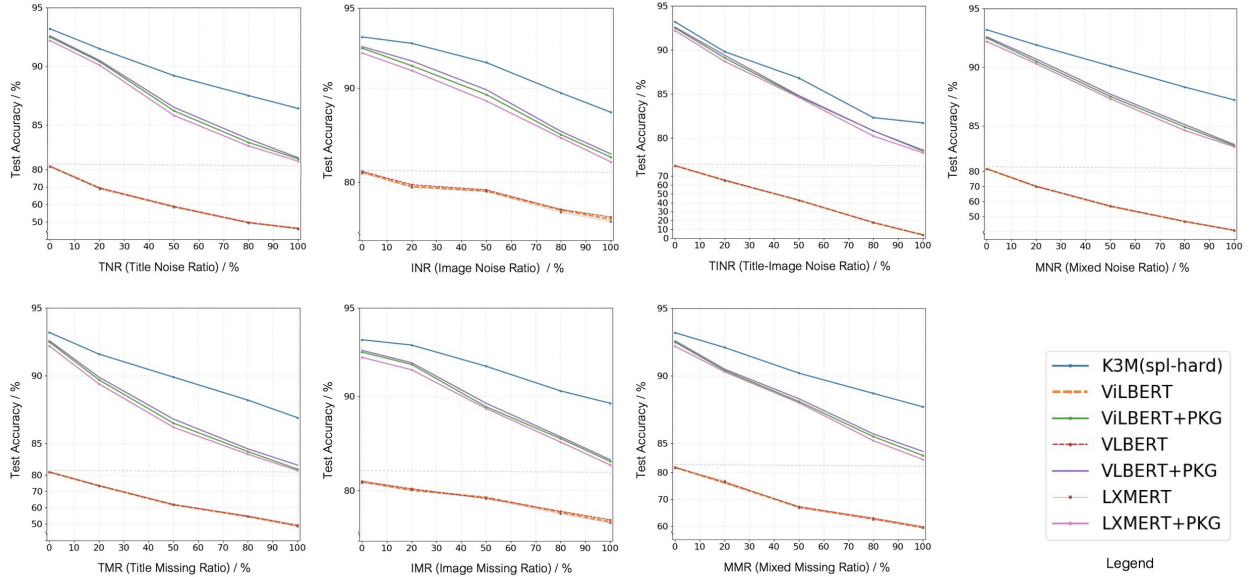 95
90
85
80
70
60
50
Test Accuracy / %
0 10 20 30 40 50 60 70 80 90 100
TNR (Title Noise Ratio) / %
90
80
Test Accuracy / %
0 10 20 30 40 50 60 70 80 90 100
INR (Image Noise Ratio) / %
95
90
85
80
70
60
50
40
30
20
10
0
Test Accuracy / %
0 10 20 30 40 50 60 70 80 90 100
TINR (Title-Image Noise Ratio) / %
95
90
85
80
70
60
50
Test Accuracy / %
0 10 20 30 40 50 60 70 80 90 100
MNR (Mixed Noise Ratio) / %
95
90
85
80
70
60
50
Test Accuracy / %
0 10 20 30 40 50 60 70 80 90 100
TMR (Title Missing Ratio) / %
95
90
80
Test Accuracy / %
0 10 20 30 40 50 60 70 80 90 100
IMR (Image Missing Ratio) / %
95
90
85
80
70
60
Test Accuracy / %
0 10 20 30 40 50 60 70 80 90 100
MMR (Mixed Missing Ratio) / %
K3M(spl-hard)
ViLBERT
ViLBERT+PKG
VLBERT
VLBERT+PKG
LXMERT
LXMERT+PKG
Legend